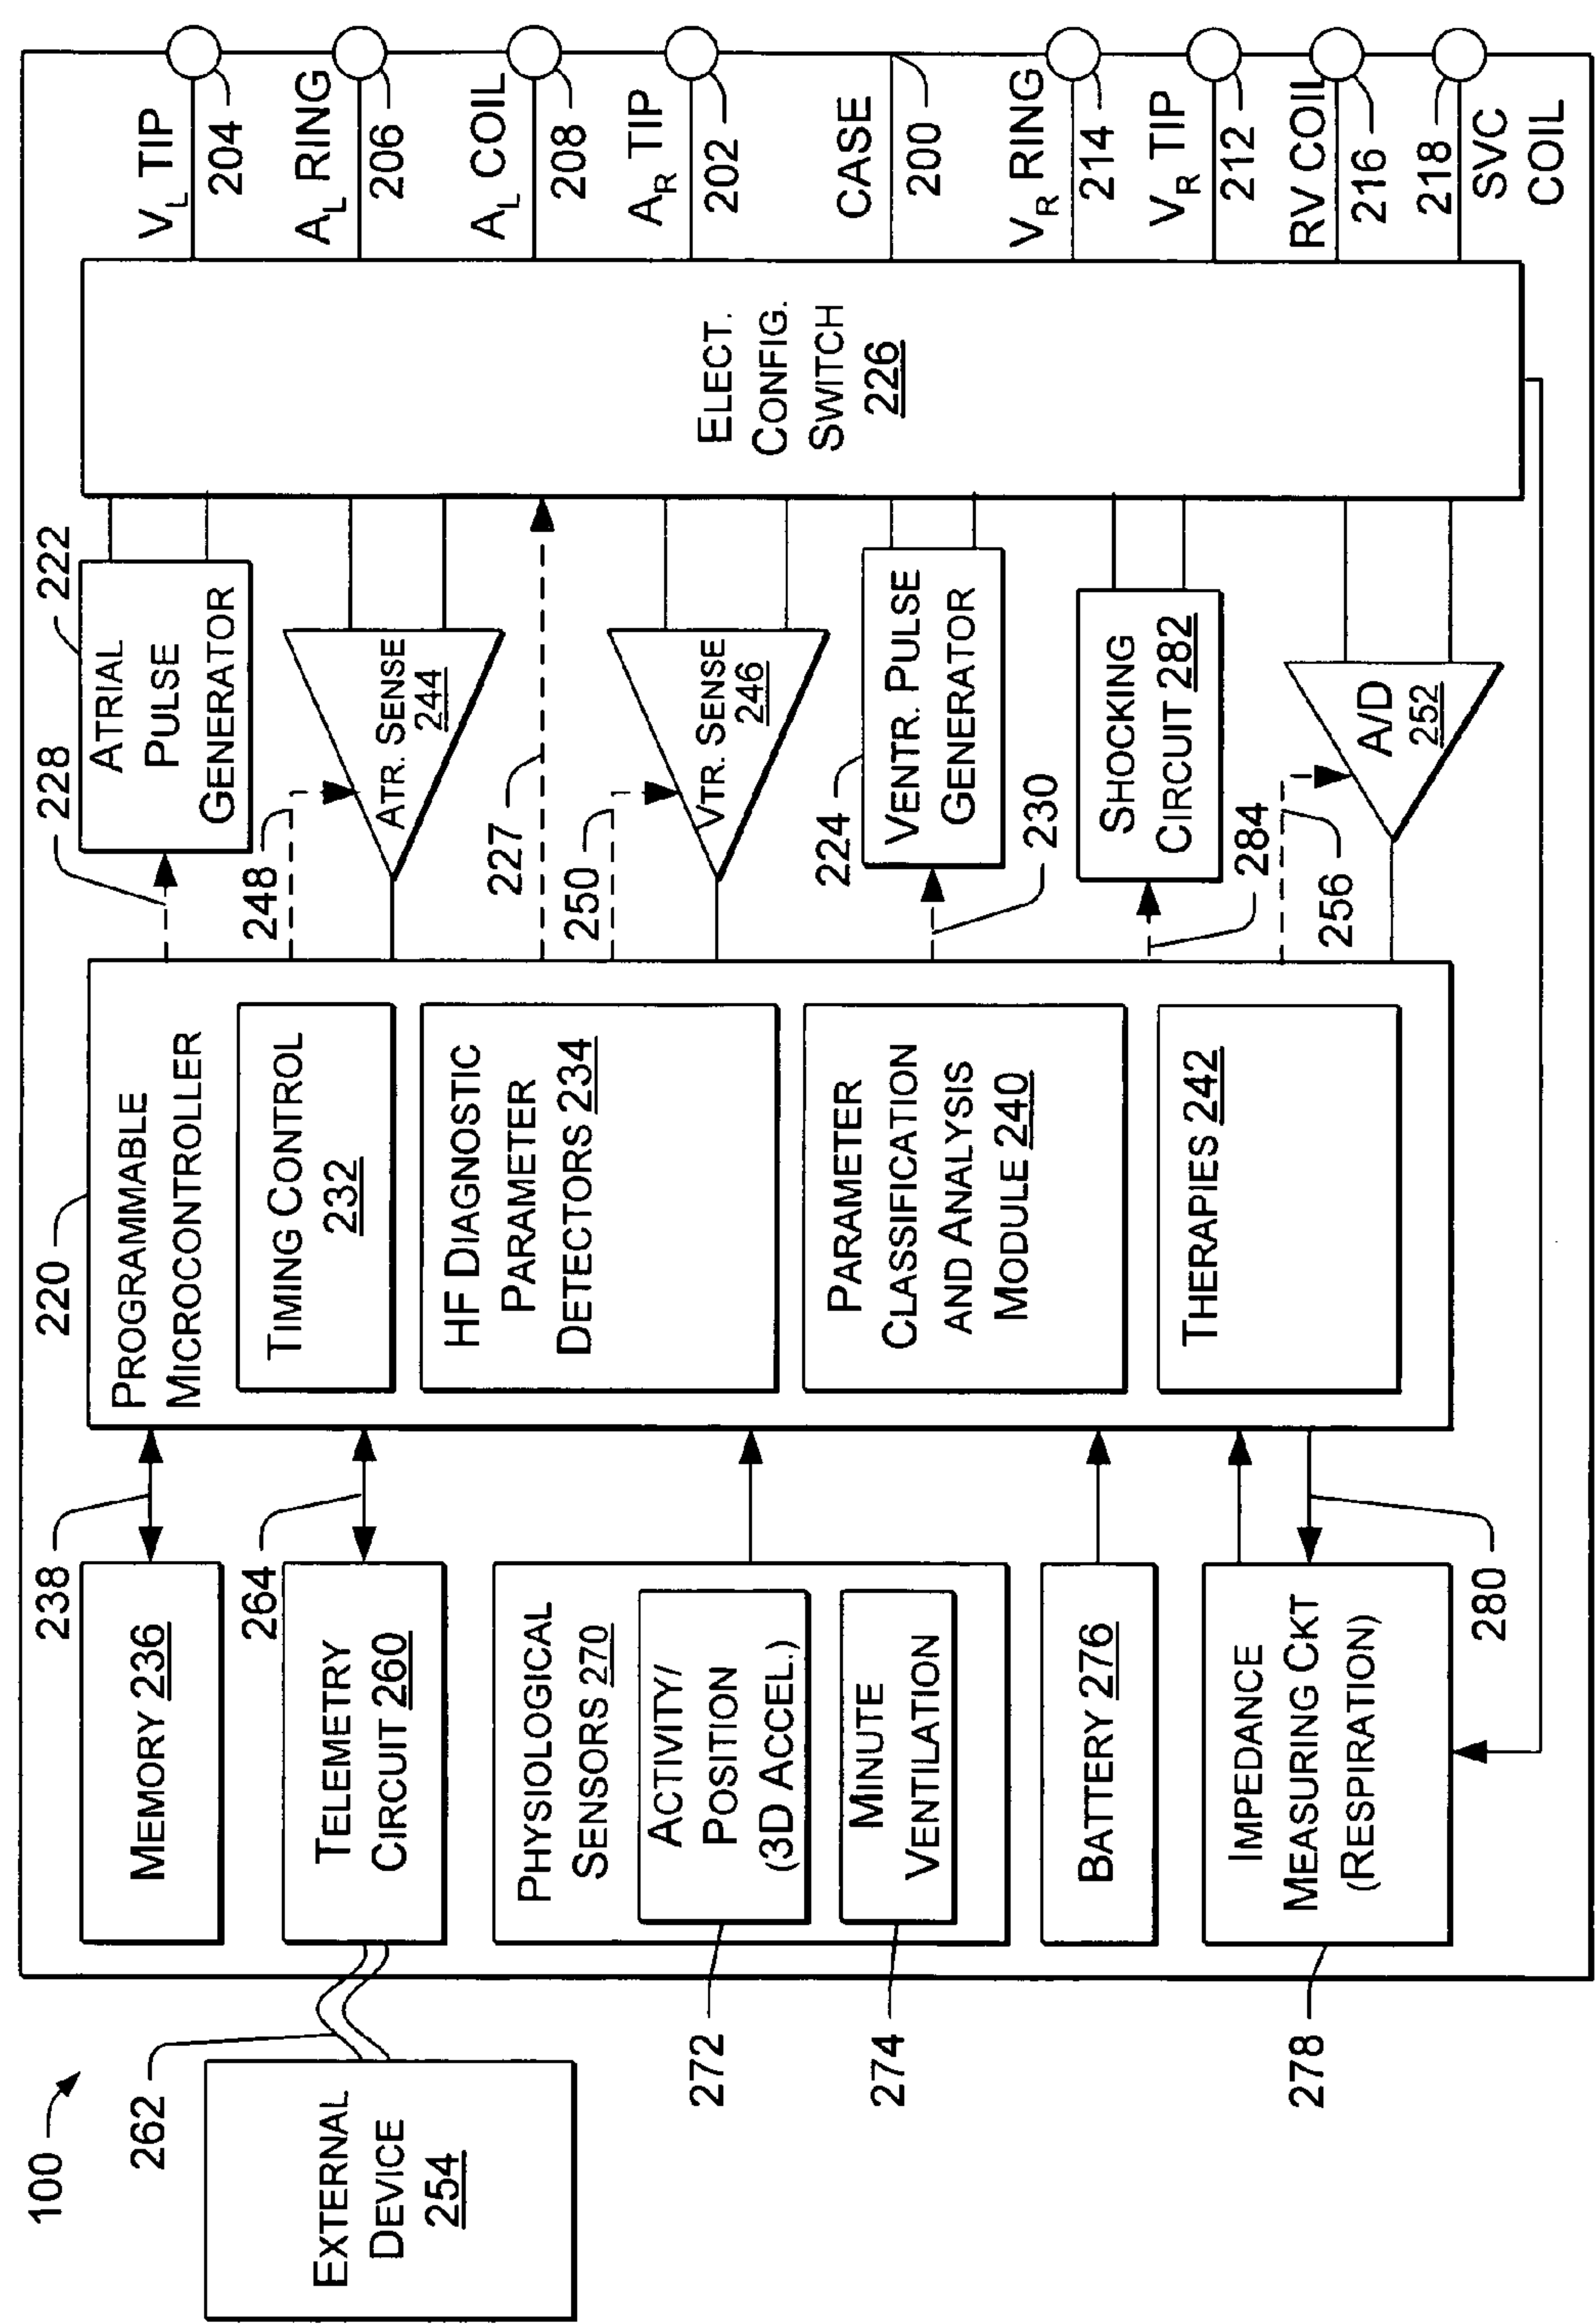 100
EXTERNAL
DEVICE
254
262
238
MEMORY 236
264
TELEMETRY
CIRCUIT 260
PHYSIOLOGICAL
SENSORS 270
ACTIVITY/
POSITION
(3D ACCEL.)
272
MINUTE
VENTILATION
274
BATTERY 276
IMPEDANCE
MEASURING CKT
(RESPIRATION)
278
280
220
PROGRAMMABLE
MICROCONTROLLER
TIMING CONTROL
232
HF DIAGNOSTIC
PARAMETER
DETECTORS 234
PARAMETER
CLASSIFICATION
AND ANALYSIS
MODULE 240
THERAPIES 242
228
222
ATRIAL
PULSE
GENERATOR
248
ATR. SENSE
244
227
250
VTR. SENSE
246
224
VENTR. PULSE
GENERATOR
230
SHOCKING
CIRCUIT 282
284
256
A/D
252
ELECT.
CONFIG.
SWITCH
226
VL TIP
204
AL RING
206
AL COIL
208
AR TIP
202
CASE
200
VR RING
214
VR TIP
212
RV COIL
216
218
SVC
COIL